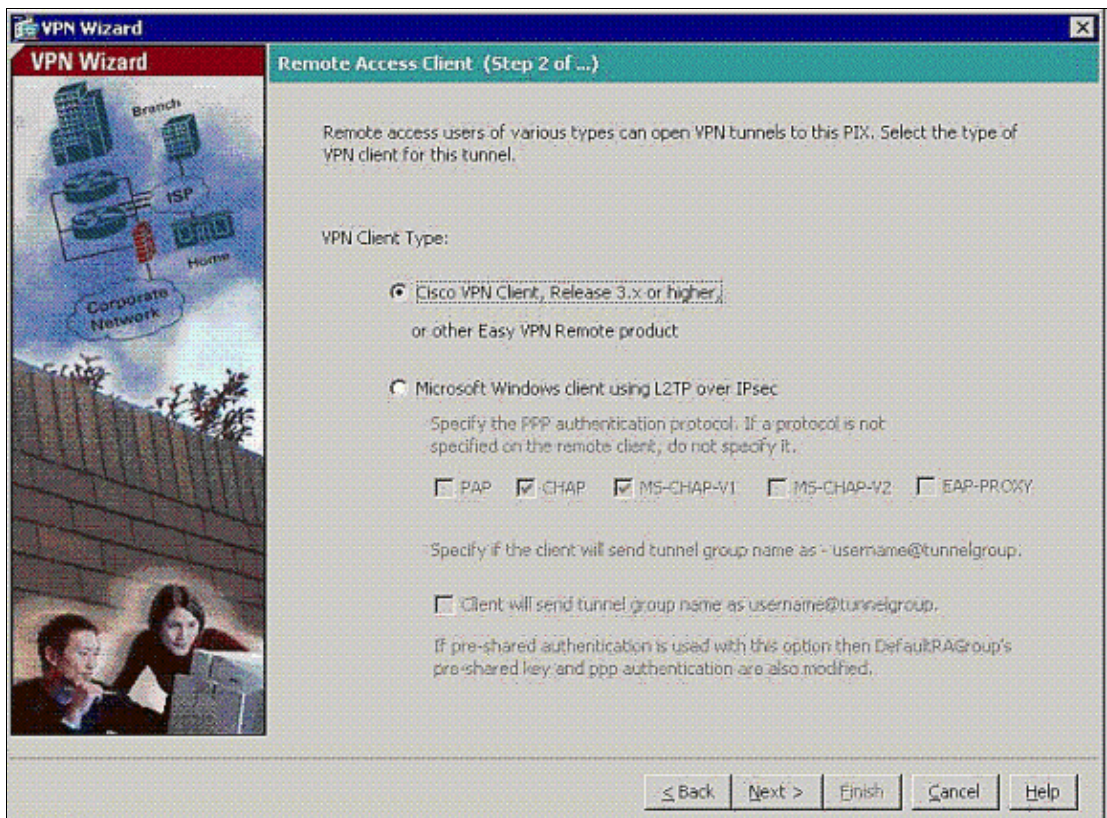 VPN Wizard
VPN Wizard
Remote Access Client (Step 2 of ...)
Branch
ISP
Home
Corporate
Network
Remote access users of various types can open VPN tunnels to this PIX. Select the type of
VPN client for this tunnel.
VPN Client Type:
Cisco VPN Client, Release 3.x or higher,
or other Easy VPN Remote product
Microsoft Windows client using L2TP over IPsec
Specify the PPP authentication protocol. If a protocol is not
specified on the remote client, do not specify it.
PAP CHAP MS-CHAP-V1 MS-CHAP-V2 EAP-PROXY
Specify if the client will send tunnel group name as - username@tunnelgroup.
Client will send tunnel group name as username@tunnelgroup.
If pre-shared authentication is used with this option then DefaultRAGroup's
pre-shared key and ppp authentication are also modified.
< Back Next > Finish Cancel Help